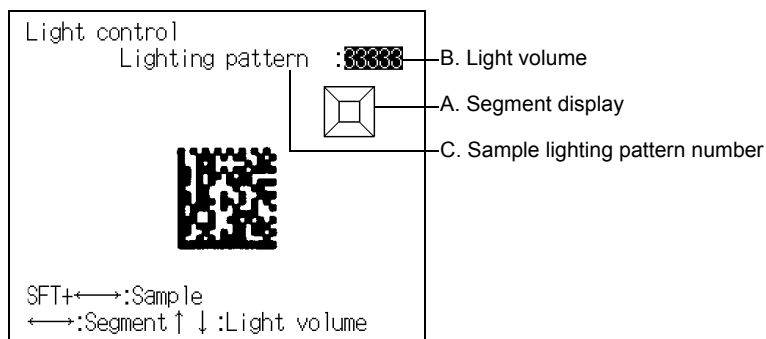 Light control
Lighting pattern :33333
B. Light volume
A. Segment display
C. Sample lighting pattern number
SFT+←→:Sample
←→:Segment↑↓:Light volume